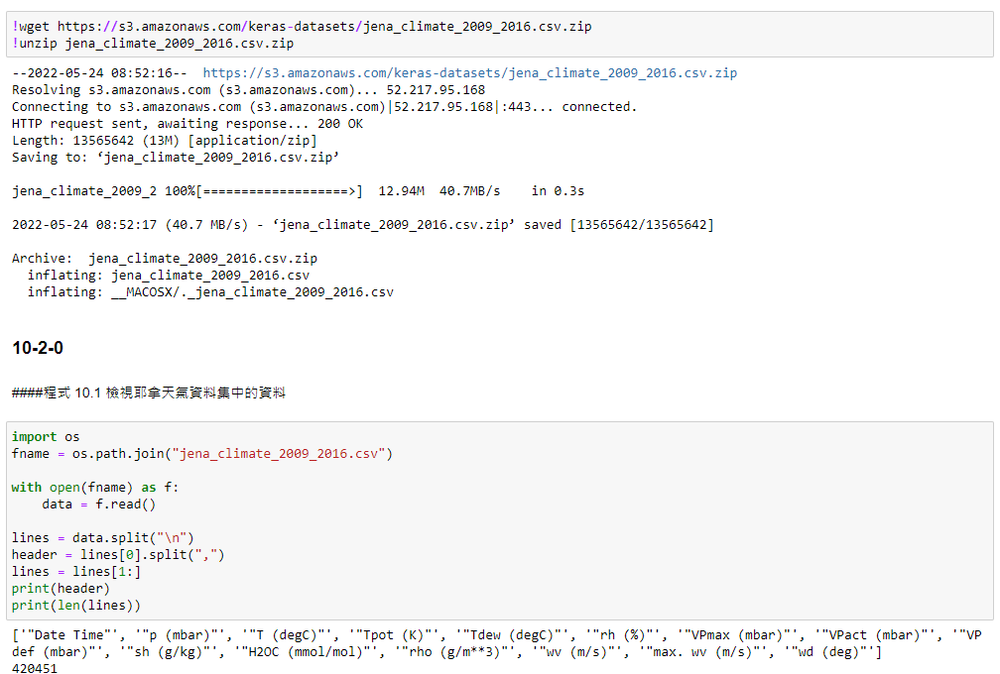 !wget https://s3.amazonaws.com/keras-datasets/jena_climate_2009_2016.csv.zip
!unzip jena_climate_2009_2016.csv.zip
--2022-05-24 08:52:16--  https://s3.amazonaws.com/keras-datasets/jena_climate_2009_2016.csv.zip
Resolving s3.amazonaws.com (s3.amazonaws.com)... 52.217.95.168
Connecting to s3.amazonaws.com (s3.amazonaws.com)|52.217.95.168|:443... connected.
HTTP request sent, awaiting response... 200 OK
Length: 13565642 (13M) [application/zip]
Saving to: ‘jena_climate_2009_2016.csv.zip’
jena_climate_2009_2 100%[===================>]  12.94M  40.7MB/s    in 0.3s
2022-05-24 08:52:17 (40.7 MB/s) - ‘jena_climate_2009_2016.csv.zip’ saved [13565642/13565642]
Archive:  jena_climate_2009_2016.csv.zip
  inflating: jena_climate_2009_2016.csv
  inflating: __MACOSX/._jena_climate_2009_2016.csv
10-2-0
####程式 10.1 檢視耶拿天氣資料集中的資料
import os
fname = os.path.join("jena_climate_2009_2016.csv")
with open(fname) as f:
    data = f.read()
lines = data.split("\n")
header = lines[0].split(",")
lines = lines[1:]
print(header)
print(len(lines))
['"Date Time"', '"p (mbar)"', '"T (degC)"', '"Tpot (K)"', '"Tdew (degC)"', '"rh (%)"', '"VPmax (mbar)"', '"VPact (mbar)"', '"VP
def (mbar)"', '"sh (g/kg)"', '"H2OC (mmol/mol)"', '"rho (g/m**3)"', '"wv (m/s)"', '"max. wv (m/s)"', '"wd (deg)"']
420451